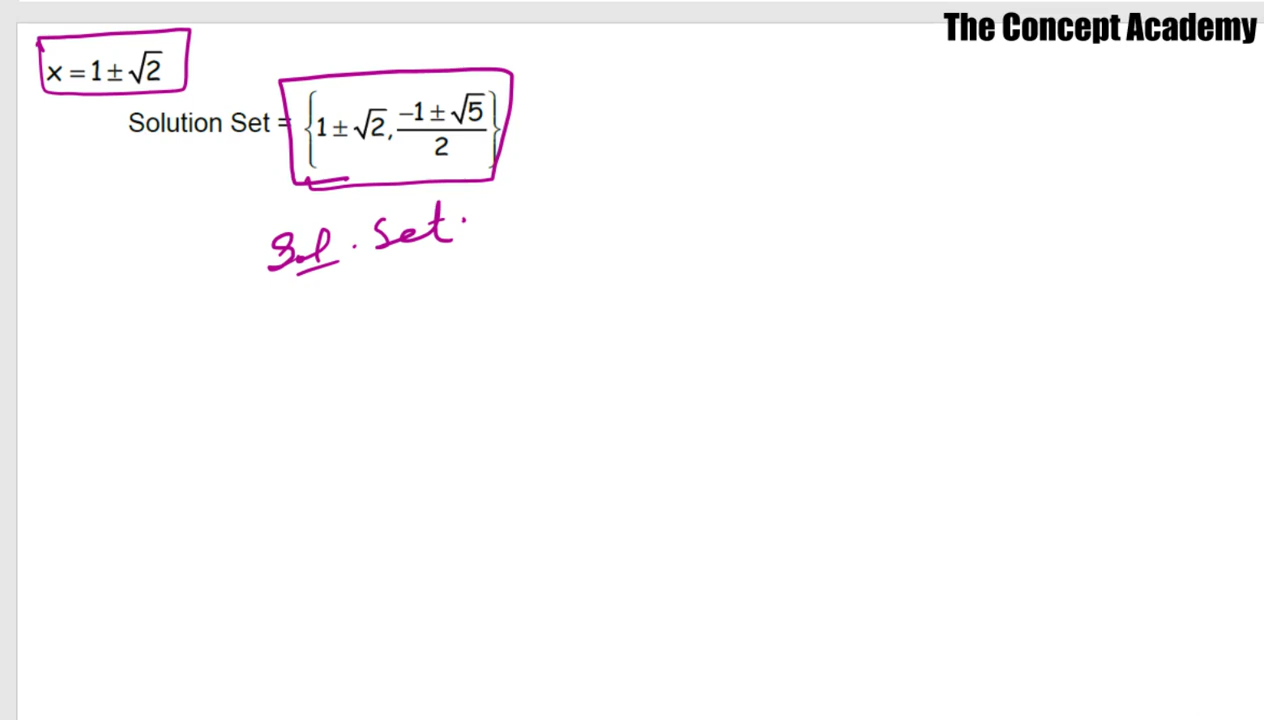 The Concept Academy
x = 1 ± √2
Solution Set = {1 ± √2, (-1 ± √5)/2}
Sol. Set.